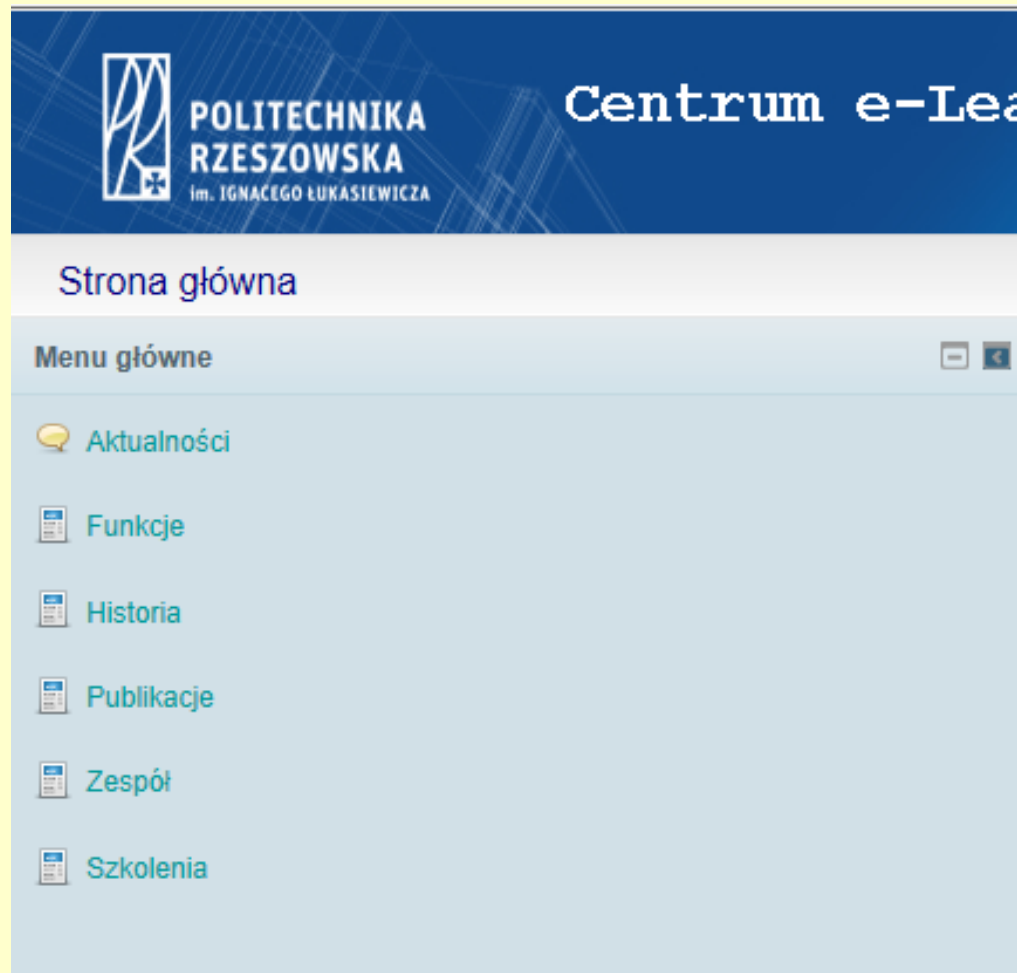 POLITECHNIKA
RZESZOWSKA
im. IGNACEGO ŁUKASIEWICZA
Centrum e-Lea
Strona główna
Menu główne
Aktualności
Funkcje
Historia
Publikacje
Zespół
Szkolenia